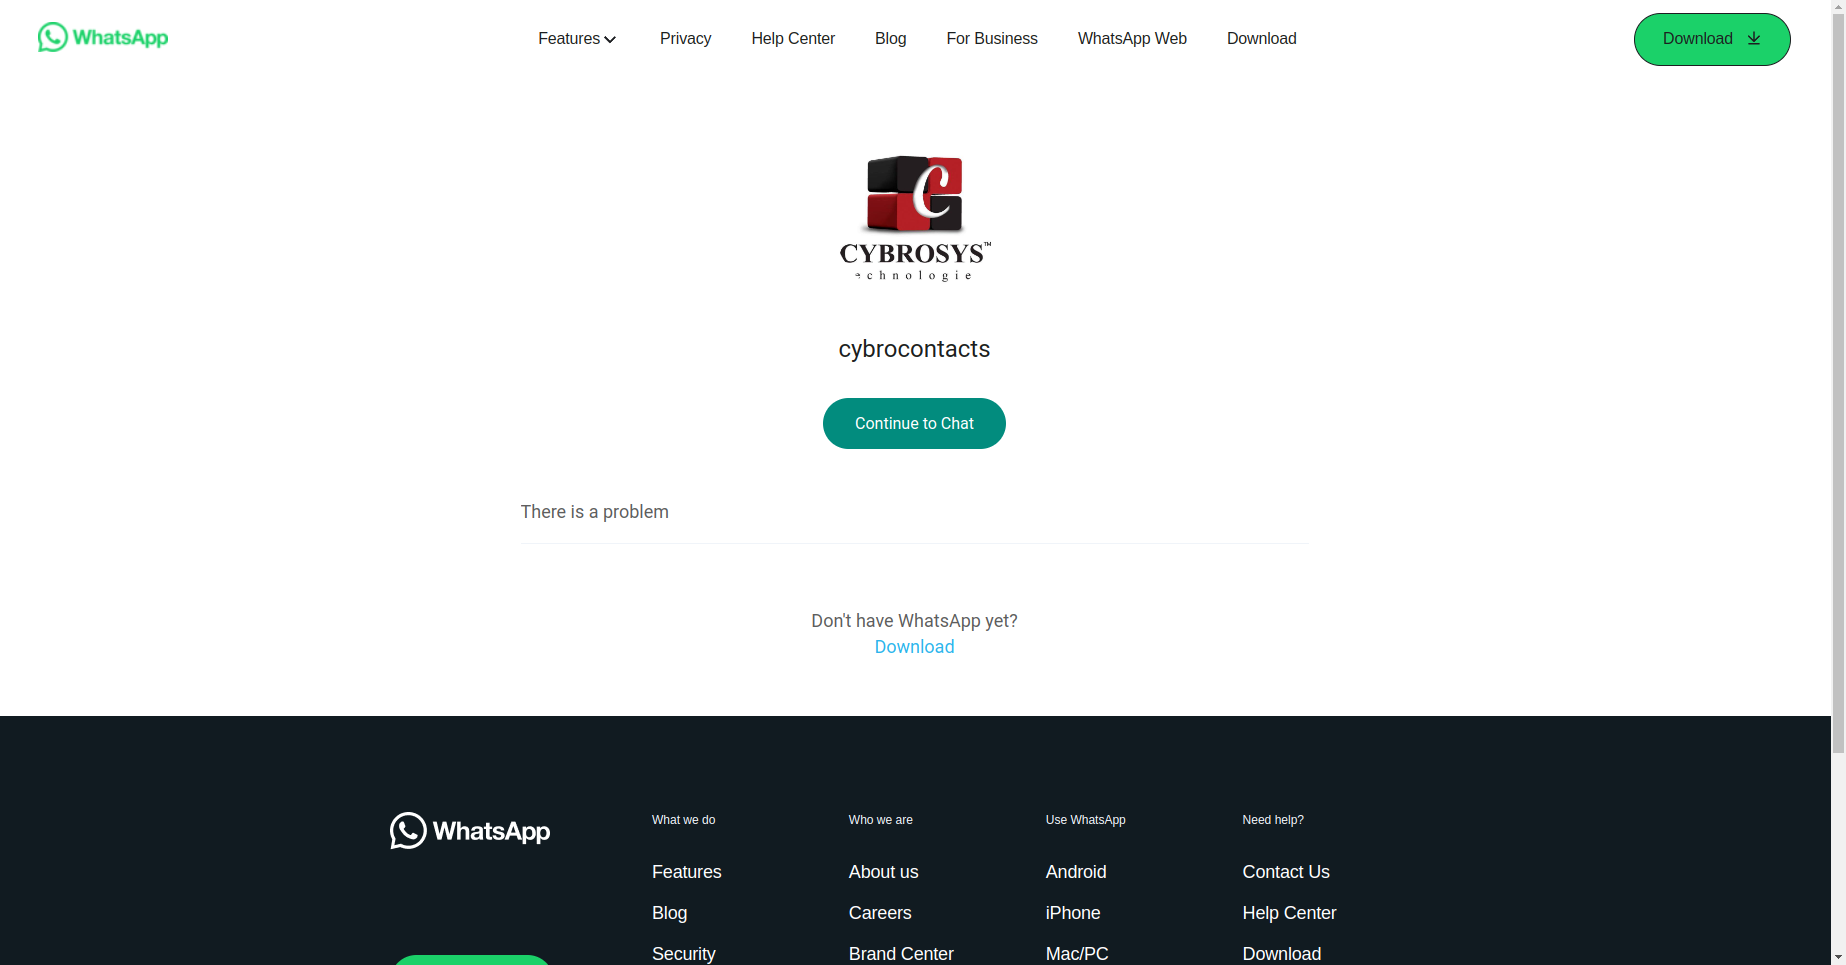 WhatsApp
Features
Privacy
Help Center
Blog
For Business
WhatsApp Web
Download
Download
C
CYBROSYS™
echnologie
cybrocontacts
Continue to Chat
There is a problem
Don't have WhatsApp yet?
Download
WhatsApp
What we do
Features
Blog
Security
Who we are
About us
Careers
Brand Center
Use WhatsApp
Android
iPhone
Mac/PC
Need help?
Contact Us
Help Center
Download